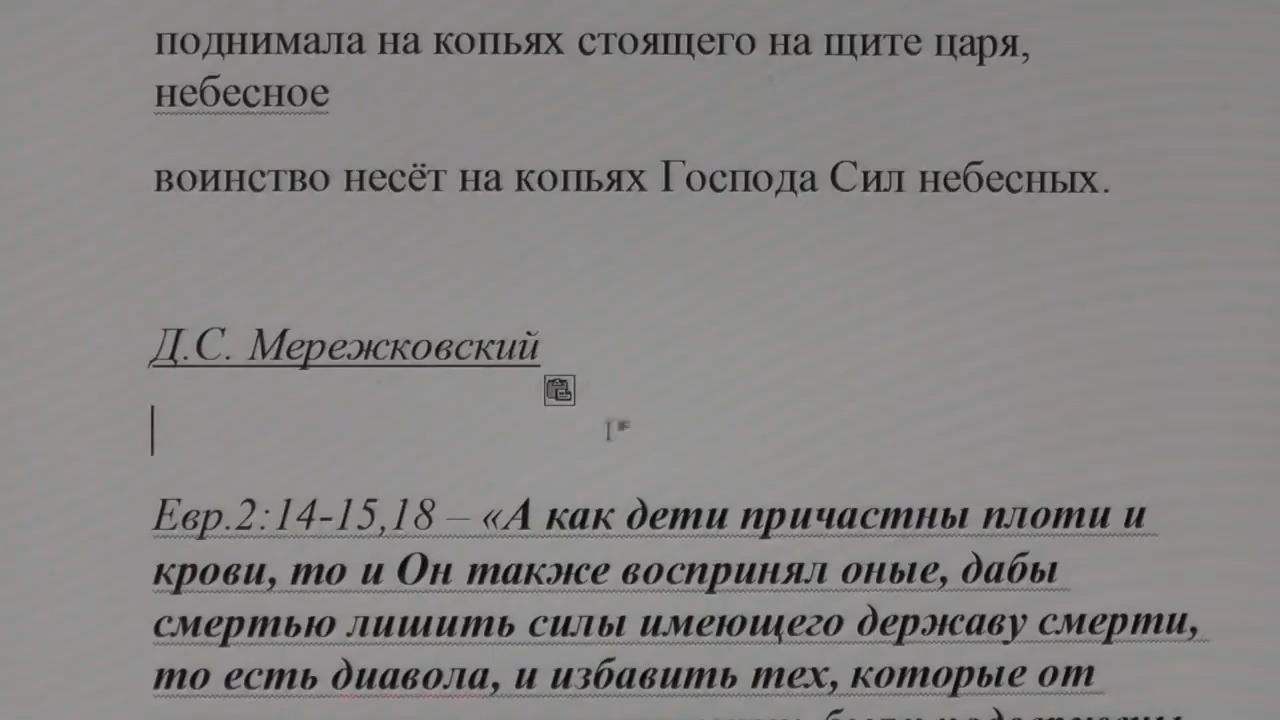 поднимала на копьях стоящего на щите царя,
небесное
воинство несёт на копьях Господа Сил небесных.
Д.С. Мережковский
Евр.2:14-15,18 – «А как дети причастны плоти и
крови, то и Он также воспринял оные, дабы
смертью лишить силы имеющего державу смерти,
то есть диавола, и избавить тех, которые от